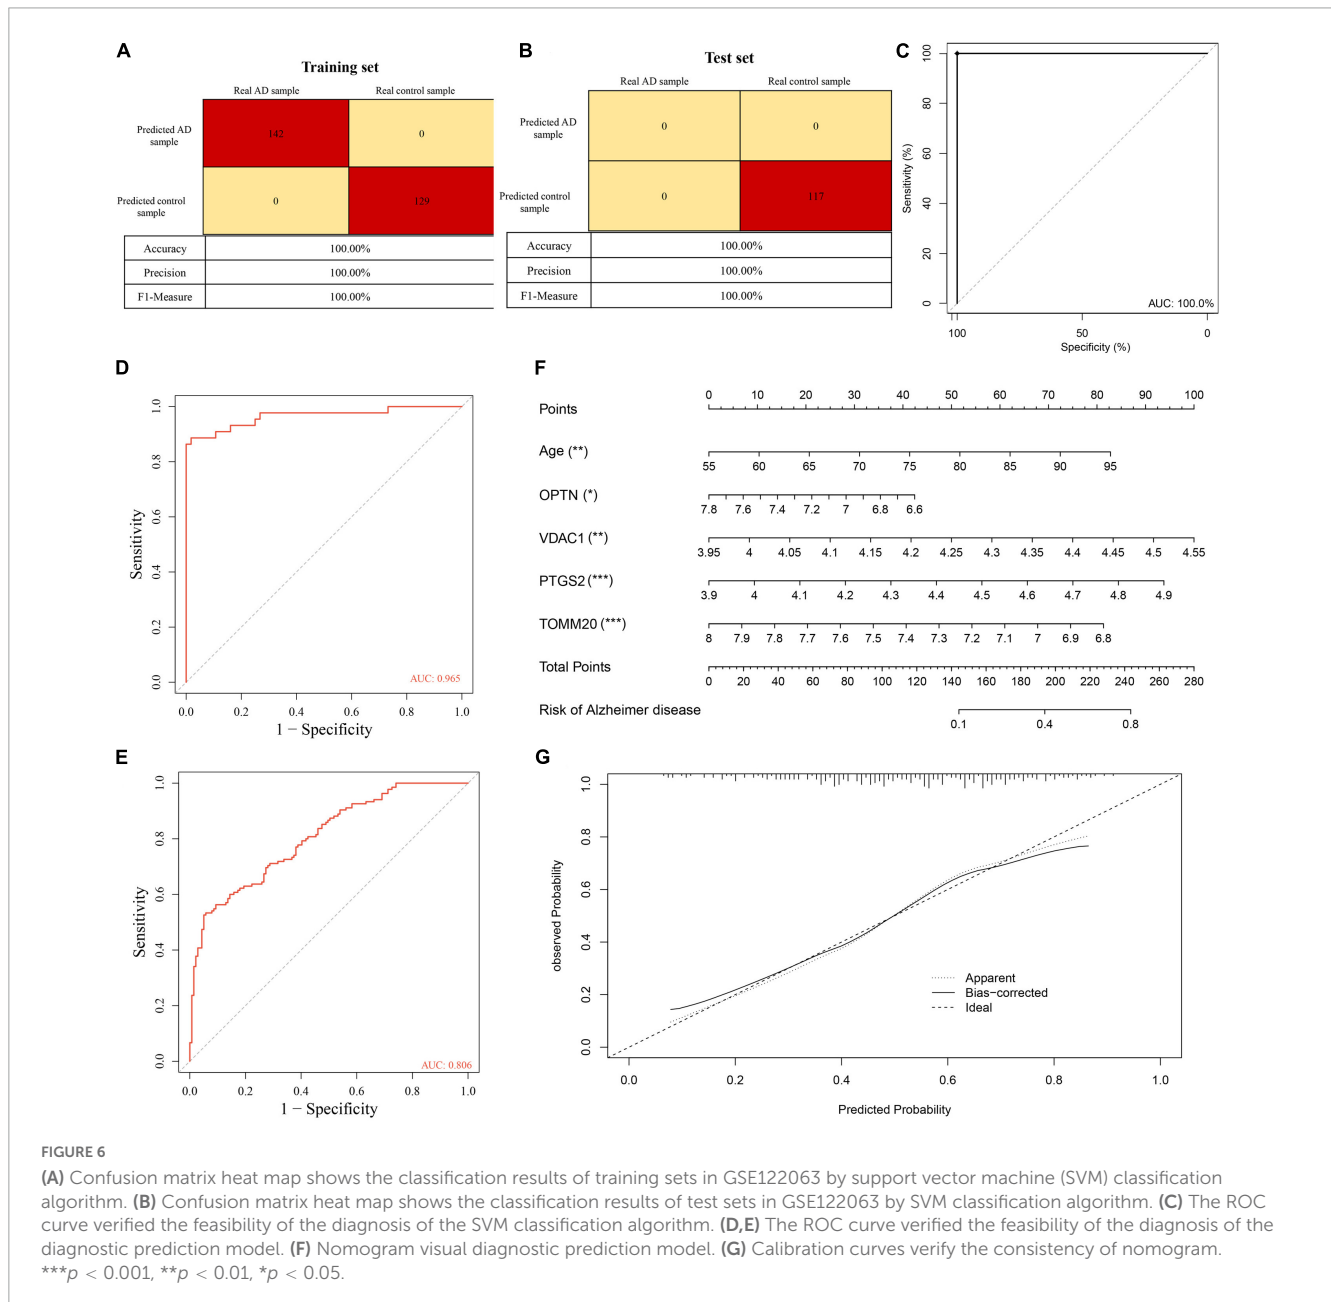 A
Training set
Real AD sample Real control sample
Predicted AD
sample
142 0
Predicted control
sample
0 129
Accuracy 100.00%
Precision 100.00%
F1-Measure 100.00%
B
Test set
Real AD sample Real control sample
Predicted AD
sample
0 0
Predicted control
sample
0 117
Accuracy 100.00%
Precision 100.00%
F1-Measure 100.00%
C
Sensitivity (%)
0 20 40 60 80 100
AUC: 100.0%
100 50 0
Specificity (%)
D
Sensitivity
0.0 0.2 0.4 0.6 0.8 1.0
AUC: 0.965
0.0 0.2 0.4 0.6 0.8 1.0
1 − Specificity
E
Sensitivity
0.0 0.2 0.4 0.6 0.8 1.0
AUC: 0.806
0.0 0.2 0.4 0.6 0.8 1.0
1 − Specificity
F
0 10 20 30 40 50 60 70 80 90 100
Points
Age (**)
55 60 65 70 75 80 85 90 95
OPTN (*)
7.8 7.6 7.4 7.2 7 6.8 6.6
VDAC1 (**)
3.95 4 4.05 4.1 4.15 4.2 4.25 4.3 4.35 4.4 4.45 4.5 4.55
PTGS2 (***)
3.9 4 4.1 4.2 4.3 4.4 4.5 4.6 4.7 4.8 4.9
TOMM20 (***)
8 7.9 7.8 7.7 7.6 7.5 7.4 7.3 7.2 7.1 7 6.9 6.8
Total Points
0 20 40 60 80 100 120 140 160 180 200 220 240 260 280
Risk of Alzheimer disease
0.1 0.4 0.8
G
observed Probability
0.0 0.2 0.4 0.6 0.8 1.0
Apparent
Bias−corrected
Ideal
0.0 0.2 0.4 0.6 0.8 1.0
Predicted Probability
FIGURE 6
(A) Confusion matrix heat map shows the classification results of training sets in GSE122063 by support vector machine (SVM) classification
algorithm. (B) Confusion matrix heat map shows the classification results of test sets in GSE122063 by SVM classification algorithm. (C) The ROC
curve verified the feasibility of the diagnosis of the SVM classification algorithm. (D,E) The ROC curve verified the feasibility of the diagnosis of the
diagnostic prediction model. (F) Nomogram visual diagnostic prediction model. (G) Calibration curves verify the consistency of nomogram.
***p < 0.001, **p < 0.01, *p < 0.05.